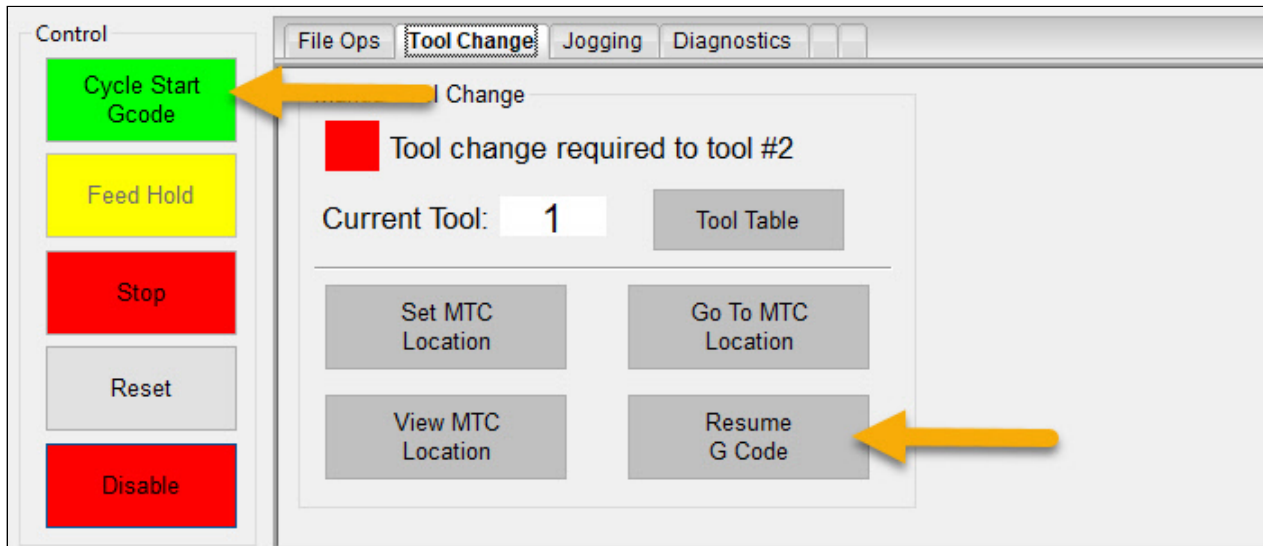 Control
Cycle Start
Gcode
Feed Hold
Stop
Reset
Disable
File Ops Tool Change Jogging Diagnostics
Change
Tool change required to tool #2
Current Tool: 1 Tool Table
Set MTC
Location
Go To MTC
Location
View MTC
Location
Resume
G Code